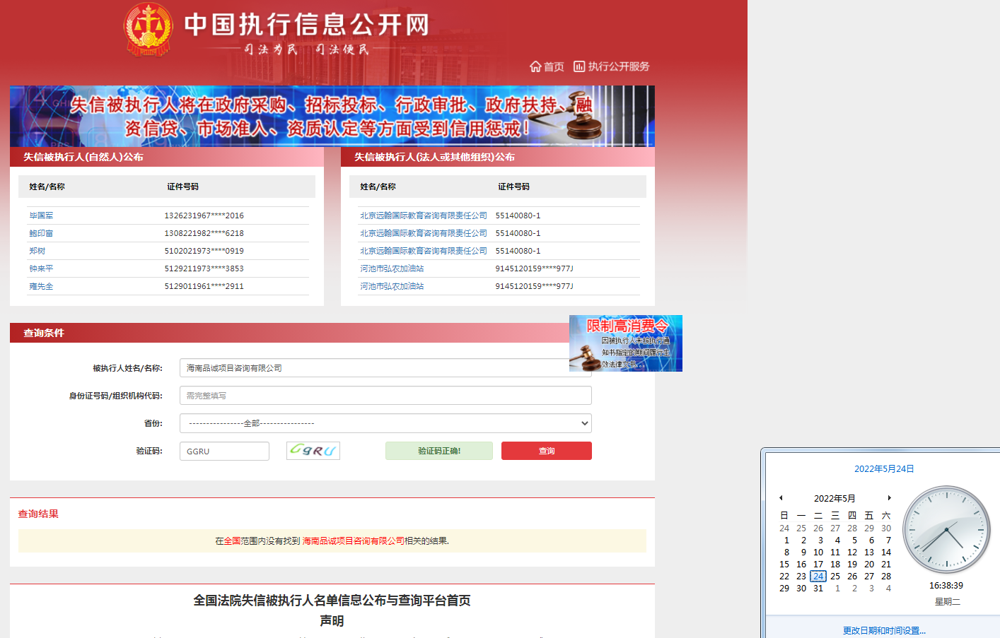 中国执行信息公开网
司法为民 司法便民
首页 执行公开服务
失信被执行人将在政府采购、招标投标、行政审批、政府扶持、融
资信贷、市场准入、资质认定等方面受到信用惩戒！
失信被执行人(自然人)公布
姓名/名称 证件号码
毕国军 1326231967****2016
鲍印富 1308221982****6218
郑树 5102021973****0919
钟来平 5129211973****3853
雍先全 5129011961****2911
失信被执行人(法人或其他组织)公布
姓名/名称 证件号码
北京远翰国际教育咨询有限责任公司 55140080-1
北京远翰国际教育咨询有限责任公司 55140080-1
北京远翰国际教育咨询有限责任公司 55140080-1
河池市弘农加油站 9145120159****977J
河池市弘农加油站 9145120159****977J
查询条件
限制高消费令
因被执行人未按执行通
知书指定的期间履行生
效法律文书...
被执行人姓名/名称: 海南品诚项目咨询有限公司
身份证号码/组织机构代码: 需完整填写
省份: ----------------全部----------------
验证码: GGRU GgRU 验证码正确! 查询
查询结果
在全国范围内没有找到 海南品诚项目咨询有限公司相关的结果.
全国法院失信被执行人名单信息公布与查询平台首页
声明
2022年5月24日
2022年5月
日 一 二 三 四 五 六
24 25 26 27 28 29 30
1 2 3 4 5 6 7
8 9 10 11 12 13 14
15 16 17 18 19 20 21
22 23 24 25 26 27 28
29 30 31 1 2 3 4
16:38:39
星期二
更改日期和时间设置...